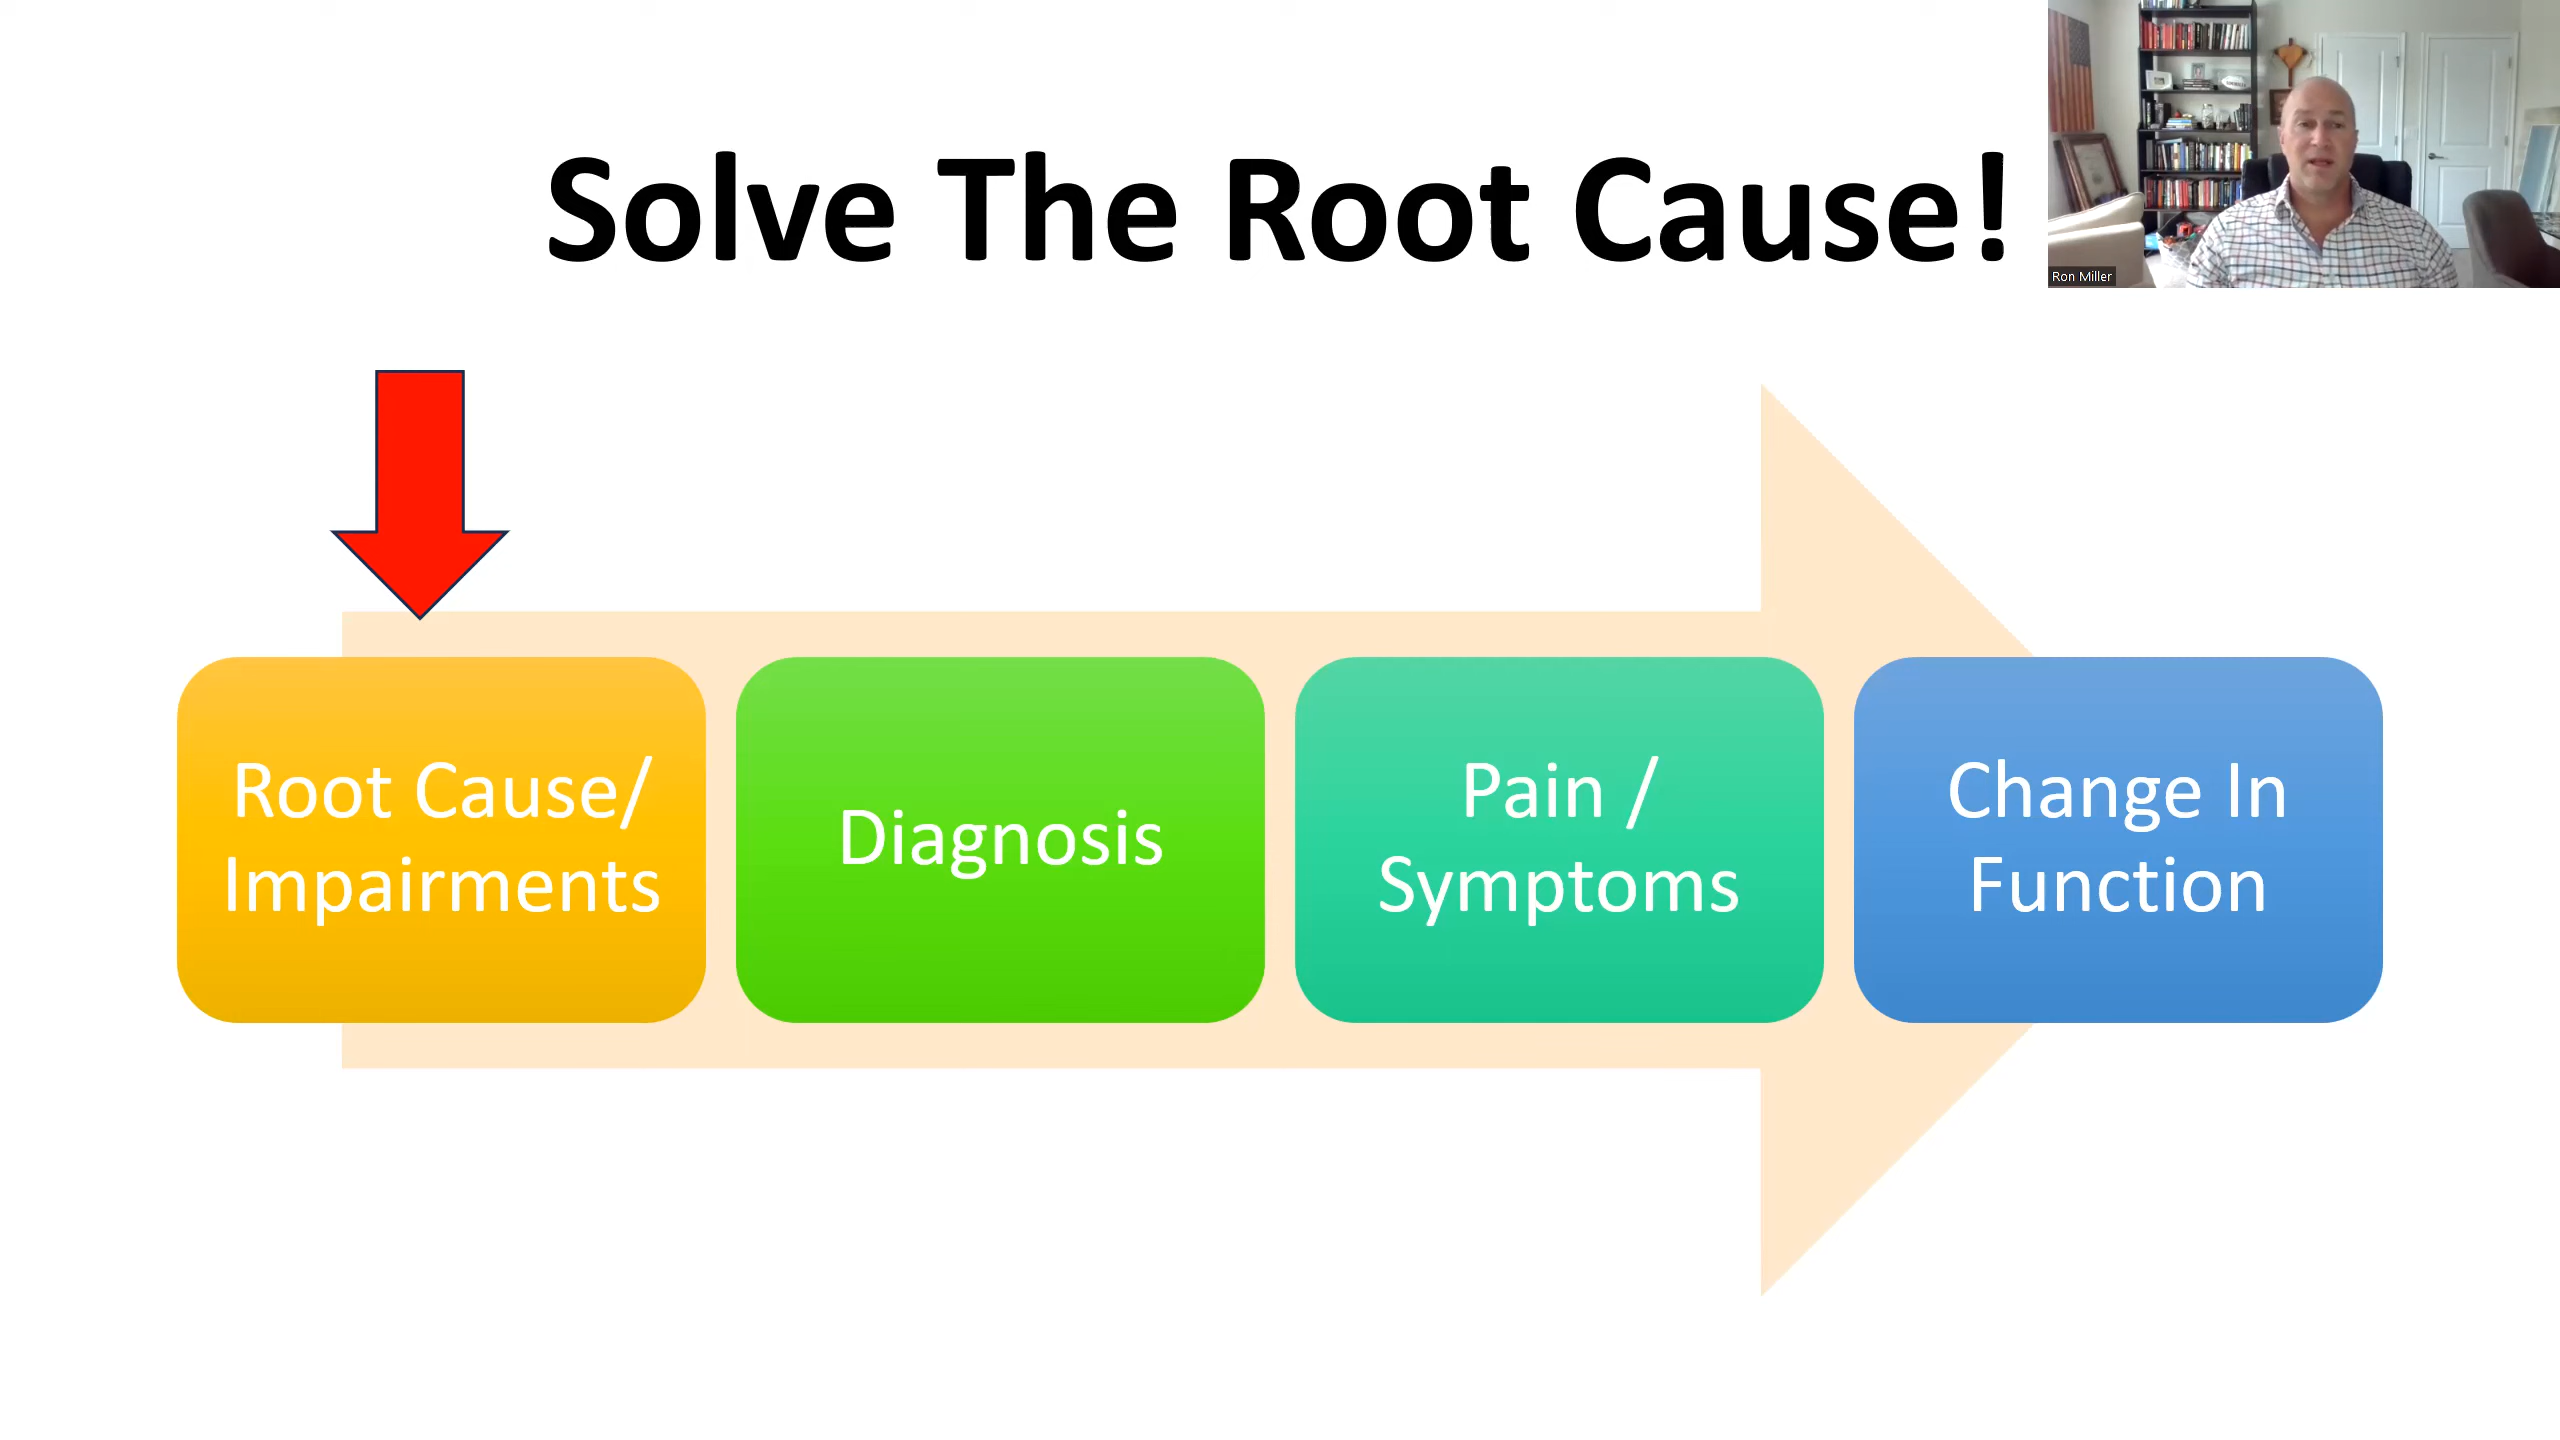 Solve The Root Cause!
Ron Miller
Root Cause/
Impairments
Diagnosis
Pain /
Symptoms
Change In
Function